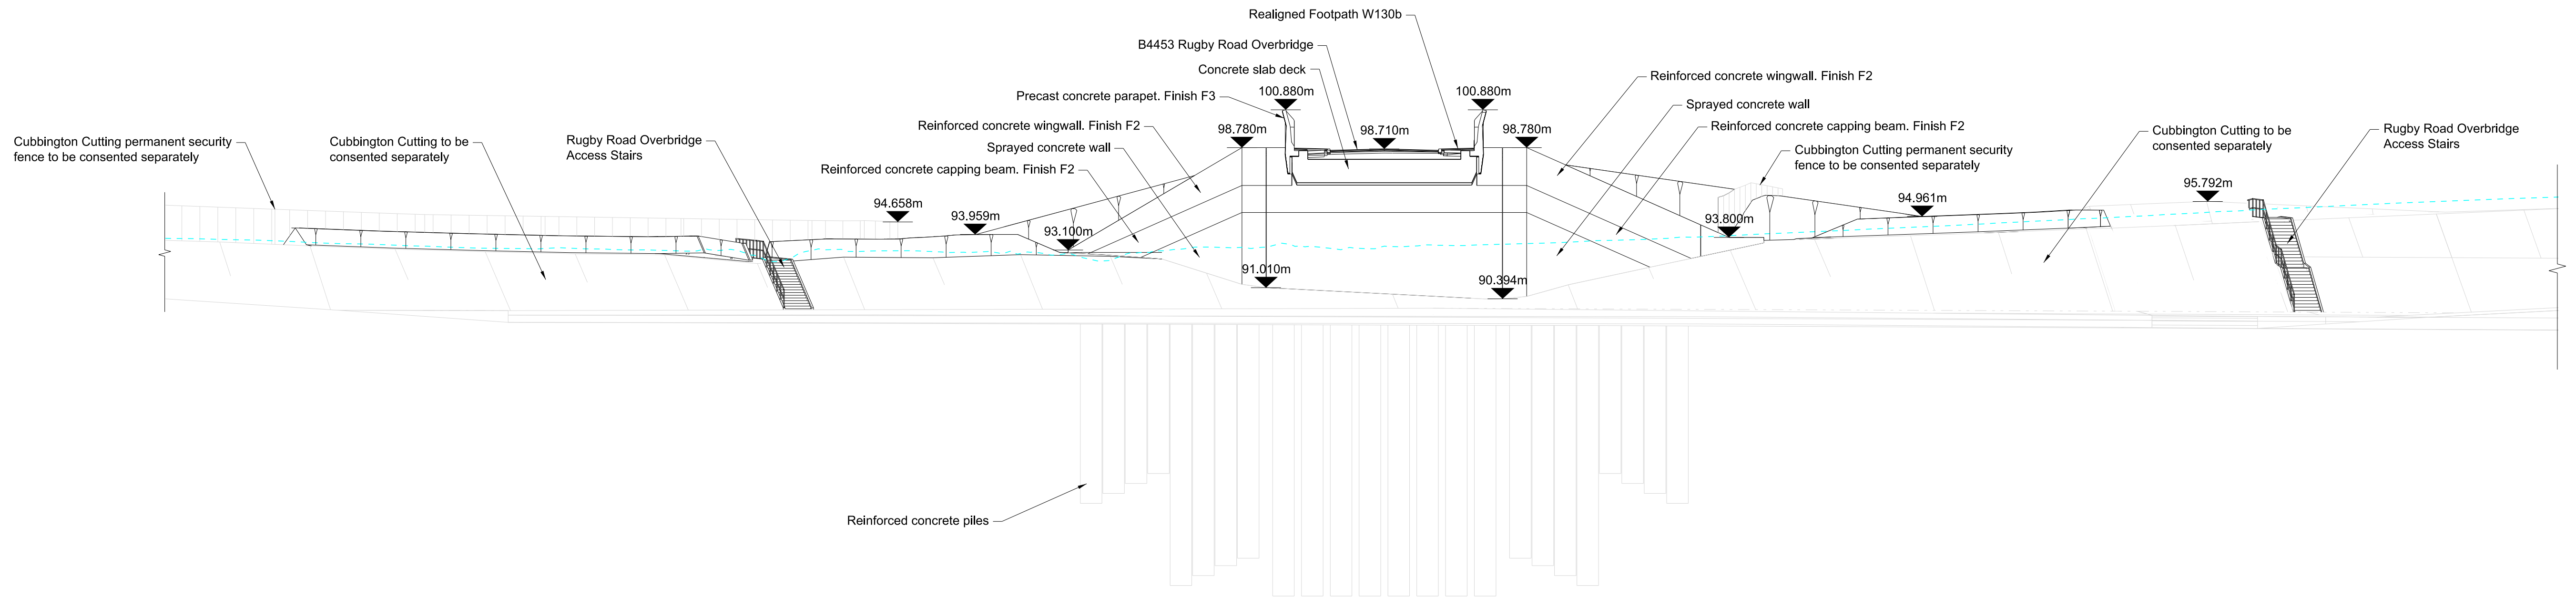 Realigned Footpath W130b
B4453 Rugby Road Overbridge
Concrete slab deck
Precast concrete parapet. Finish F3
100.880m
100.880m
Reinforced concrete wingwall. Finish F2
Sprayed concrete wall
Reinforced concrete wingwall. Finish F2
98.780m
98.710m
98.780m
Reinforced concrete capping beam. Finish F2
Cubbington Cutting permanent security
fence to be consented separately
Cubbington Cutting to be
consented separately
Rugby Road Overbridge
Access Stairs
Sprayed concrete wall
Reinforced concrete capping beam. Finish F2
Cubbington Cutting permanent security
fence to be consented separately
Cubbington Cutting to be
consented separately
Rugby Road Overbridge
Access Stairs
94.658m
93.959m
93.100m
91.010m
90.394m
93.800m
94.961m
95.792m
Reinforced concrete piles